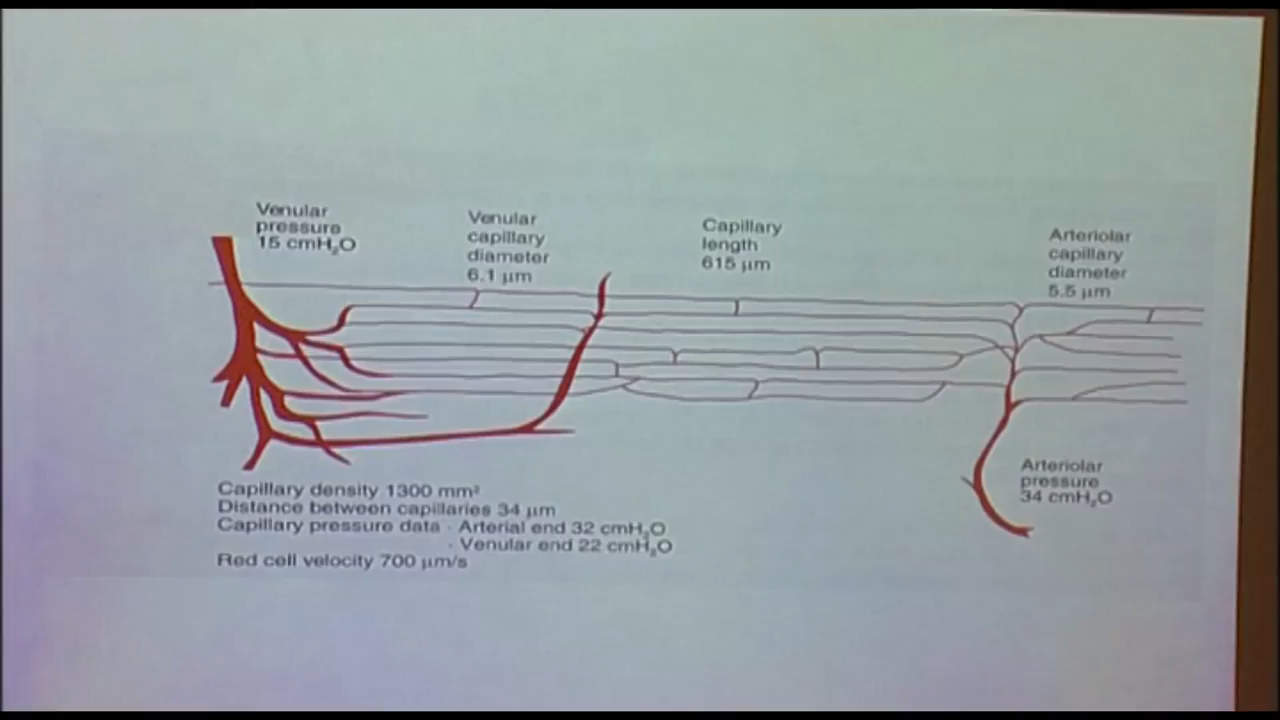 Venular
pressure
15 cmH₂O
Venular
capillary
diameter
6.1 µm
Capillary
length
615 µm
Arteriolar
capillary
diameter
5.5 µm
Arteriolar
pressure
34 cmH₂O
Capillary density 1300 mm²
Distance between capillaries 34 µm
Capillary pressure data - Arterial end 32 cmH₂O
- Venular end 22 cmH₂O
Red cell velocity 700 µm/s